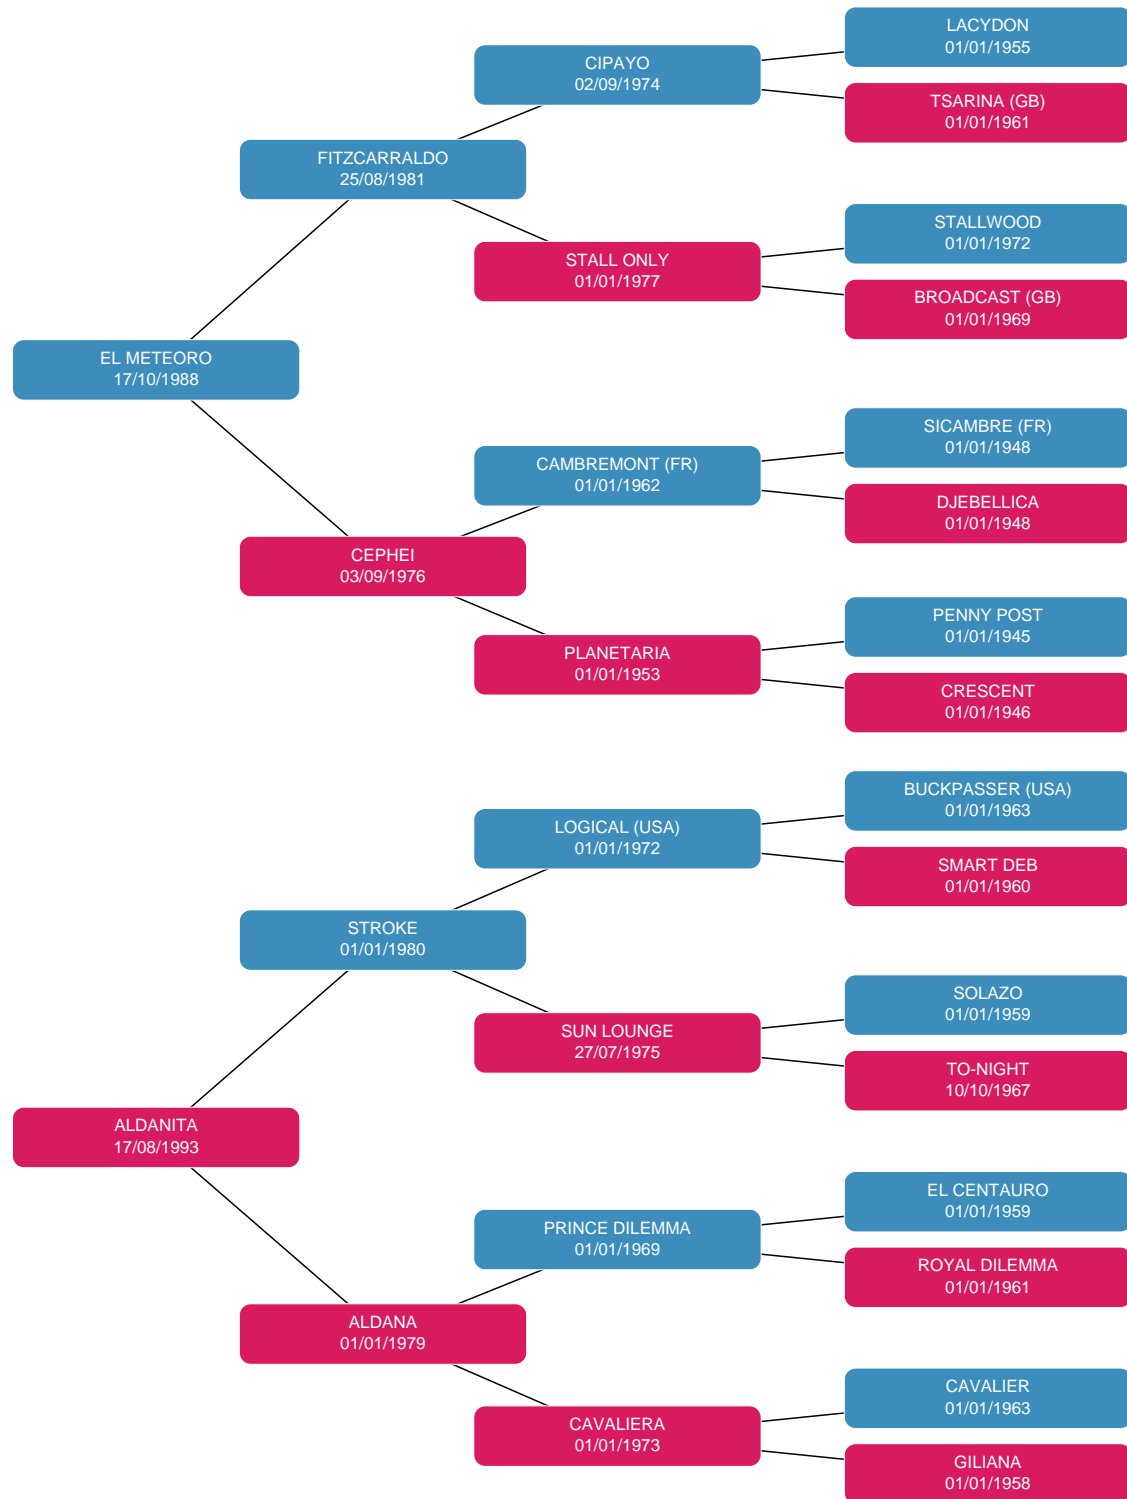 LACYDON
01/01/1955
CIPAYO
02/09/1974
TSARINA (GB)
01/01/1961
FITZCARRALDO
25/08/1981
STALLWOOD
01/01/1972
STALL ONLY
01/01/1977
BROADCAST (GB)
01/01/1969
EL METEORO
17/10/1988
SICAMBRE (FR)
01/01/1948
CAMBREMONT (FR)
01/01/1962
DJEBELLICA
01/01/1948
CEPHEI
03/09/1976
PENNY POST
01/01/1945
PLANETARIA
01/01/1953
CRESCENT
01/01/1946
BUCKPASSER (USA)
01/01/1963
LOGICAL (USA)
01/01/1972
SMART DEB
01/01/1960
STROKE
01/01/1980
SOLAZO
01/01/1959
SUN LOUNGE
27/07/1975
TO-NIGHT
10/10/1967
ALDANITA
17/08/1993
EL CENTAURO
01/01/1959
PRINCE DILEMMA
01/01/1969
ROYAL DILEMMA
01/01/1961
ALDANA
01/01/1979
CAVALIER
01/01/1963
CAVALIERA
01/01/1973
GILIANA
01/01/1958